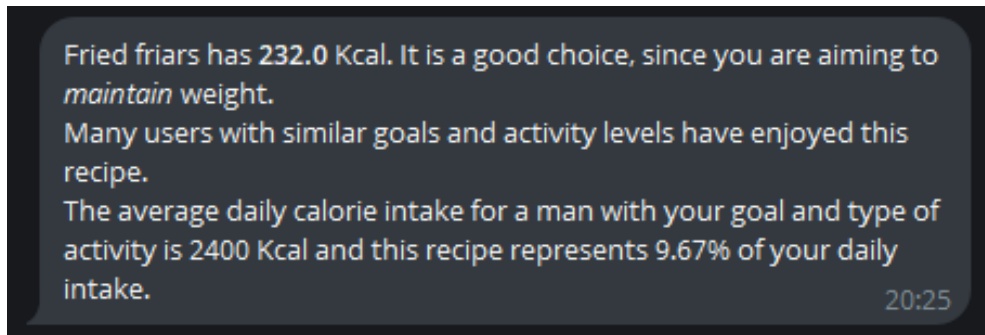 Fried friars has 232.0 Kcal. It is a good choice, since you are aiming to
maintain weight.
Many users with similar goals and activity levels have enjoyed this
recipe.
The average daily calorie intake for a man with your goal and type of
activity is 2400 Kcal and this recipe represents 9.67% of your daily
intake.
20:25